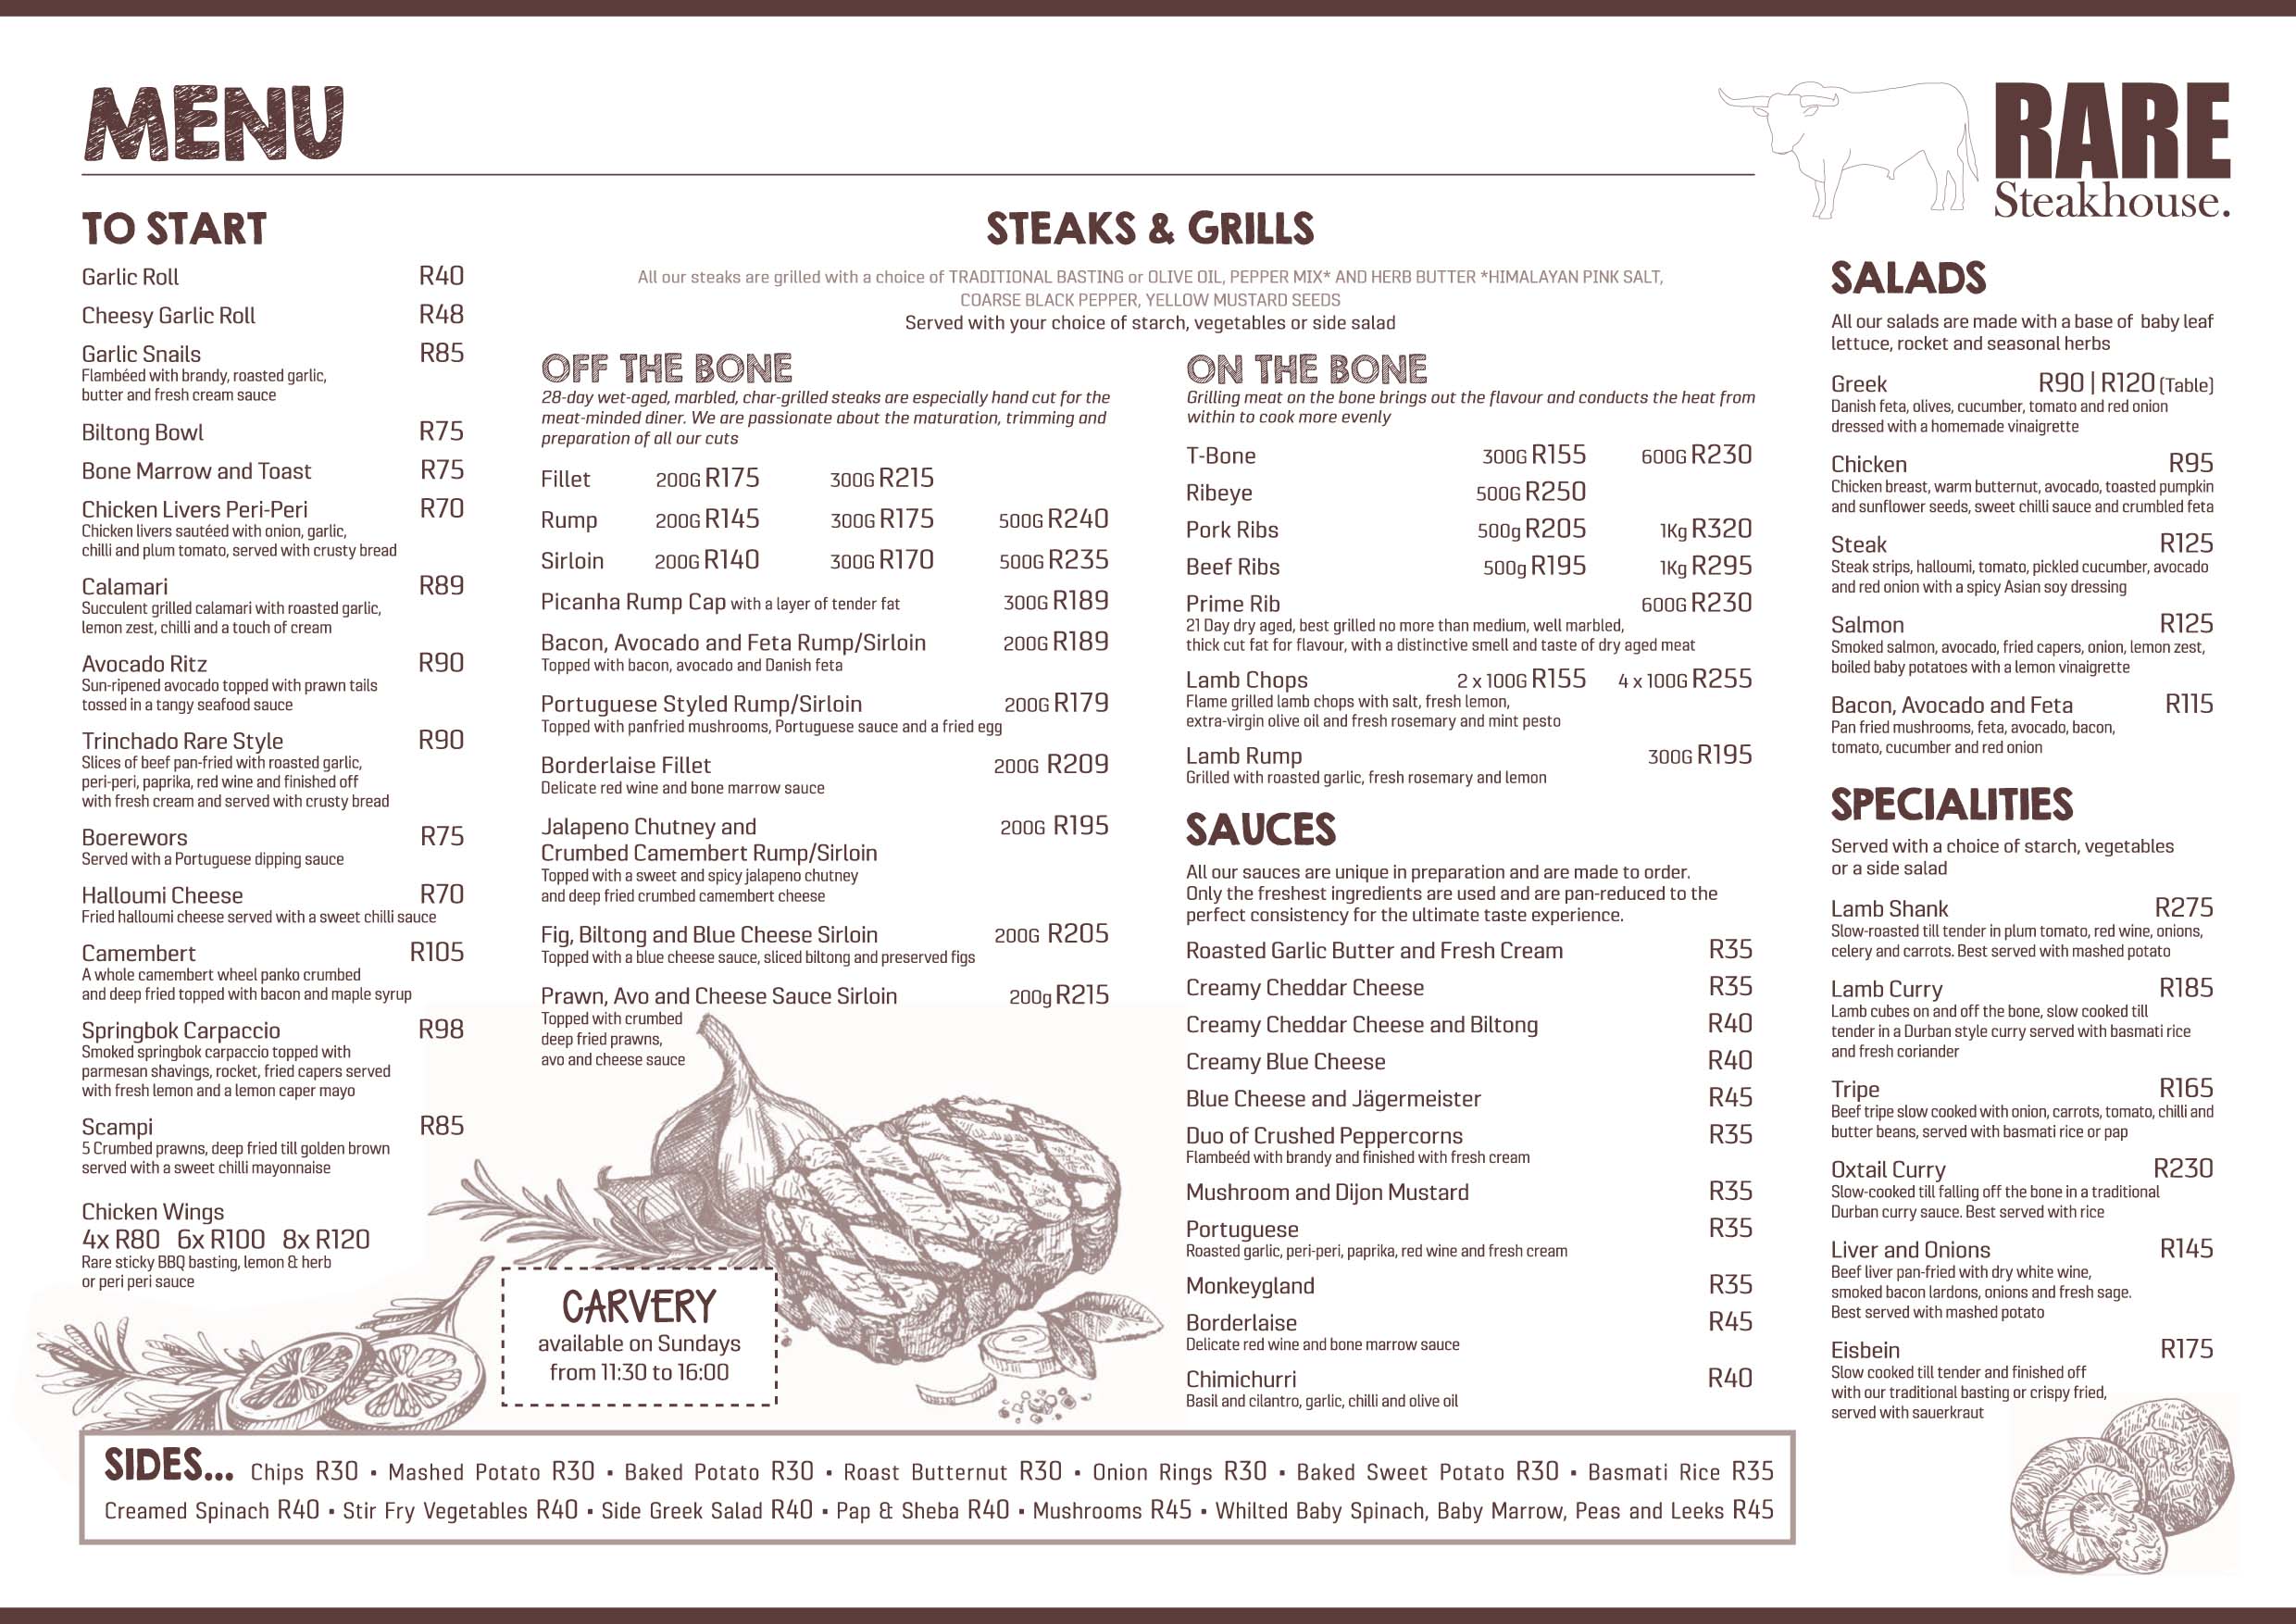 MENU
RARE
Steakhouse.
TO START
Garlic Roll R40
Cheesy Garlic Roll R48
Garlic Snails R85
Flambéed with brandy, roasted garlic,
butter and fresh cream sauce
Biltong Bowl R75
Bone Marrow and Toast R75
Chicken Livers Peri-Peri R70
Chicken livers sautéed with onion, garlic,
chilli and plum tomato, served with crusty bread
Calamari R89
Succulent grilled calamari with roasted garlic,
lemon zest, chilli and a touch of cream
Avocado Ritz R90
Sun-ripened avocado topped with prawn tails
tossed in a tangy seafood sauce
Trinchado Rare Style R90
Slices of beef pan-fried with roasted garlic,
peri-peri, paprika, red wine and finished off
with fresh cream and served with crusty bread
Boerewors R75
Served with a Portuguese dipping sauce
Halloumi Cheese R70
Fried halloumi cheese served with a sweet chilli sauce
Camembert R105
A whole camembert wheel panko crumbed
and deep fried topped with bacon and maple syrup
Springbok Carpaccio R98
Smoked springbok carpaccio topped with
parmesan shavings, rocket, fried capers served
with fresh lemon and a lemon caper mayo
Scampi R85
5 Crumbed prawns, deep fried till golden brown
served with a sweet chilli mayonnaise
Chicken Wings
4x R80 6x R100 8x R120
Rare sticky BBQ basting, lemon & herb
or peri peri sauce
STEAKS & GRILLS
All our steaks are grilled with a choice of TRADITIONAL BASTING or OLIVE OIL, PEPPER MIX* AND HERB BUTTER *HIMALAYAN PINK SALT,
COARSE BLACK PEPPER, YELLOW MUSTARD SEEDS
Served with your choice of starch, vegetables or side salad
OFF THE BONE
28-day wet-aged, marbled, char-grilled steaks are especially hand cut for the
meat-minded diner. We are passionate about the maturation, trimming and
preparation of all our cuts
Fillet 200G R175 300G R215
Rump 200G R145 300G R175 500G R240
Sirloin 200G R140 300G R170 500G R235
Picanha Rump Cap with a layer of tender fat 300G R189
Bacon, Avocado and Feta Rump/Sirloin 200G R189
Topped with bacon, avocado and Danish feta
Portuguese Styled Rump/Sirloin 200G R179
Topped with panfried mushrooms, Portuguese sauce and a fried egg
Borderlaise Fillet 200G R209
Delicate red wine and bone marrow sauce
Jalapeno Chutney and 200G R195
Crumbed Camembert Rump/Sirloin
Topped with a sweet and spicy jalapeno chutney
and deep fried crumbed camembert cheese
Fig, Biltong and Blue Cheese Sirloin 200G R205
Topped with a blue cheese sauce, sliced biltong and preserved figs
Prawn, Avo and Cheese Sauce Sirloin 200g R215
Topped with crumbed
deep fried prawns,
avo and cheese sauce
CARVERY
available on Sundays
from 11:30 to 16:00
ON THE BONE
Grilling meat on the bone brings out the flavour and conducts the heat from
within to cook more evenly
T-Bone 300G R155 600G R230
Ribeye 500G R250
Pork Ribs 500g R205 1Kg R320
Beef Ribs 500g R195 1Kg R295
Prime Rib 600G R230
21 Day dry aged, best grilled no more than medium, well marbled,
thick cut fat for flavour, with a distinctive smell and taste of dry aged meat
Lamb Chops 2 x 100G R155 4 x 100G R255
Flame grilled lamb chops with salt, fresh lemon,
extra-virgin olive oil and fresh rosemary and mint pesto
Lamb Rump 300G R195
Grilled with roasted garlic, fresh rosemary and lemon
SAUCES
All our sauces are unique in preparation and are made to order.
Only the freshest ingredients are used and are pan-reduced to the
perfect consistency for the ultimate taste experience.
Roasted Garlic Butter and Fresh Cream R35
Creamy Cheddar Cheese R35
Creamy Cheddar Cheese and Biltong R40
Creamy Blue Cheese R40
Blue Cheese and Jägermeister R45
Duo of Crushed Peppercorns R35
Flambeéd with brandy and finished with fresh cream
Mushroom and Dijon Mustard R35
Portuguese R35
Roasted garlic, peri-peri, paprika, red wine and fresh cream
Monkeygland R35
Borderlaise R45
Delicate red wine and bone marrow sauce
Chimichurri R40
Basil and cilantro, garlic, chilli and olive oil
SALADS
All our salads are made with a base of baby leaf
lettuce, rocket and seasonal herbs
Greek R90 | R120 (Table)
Danish feta, olives, cucumber, tomato and red onion
dressed with a homemade vinaigrette
Chicken R95
Chicken breast, warm butternut, avocado, toasted pumpkin
and sunflower seeds, sweet chilli sauce and crumbled feta
Steak R125
Steak strips, halloumi, tomato, pickled cucumber, avocado
and red onion with a spicy Asian soy dressing
Salmon R125
Smoked salmon, avocado, fried capers, onion, lemon zest,
boiled baby potatoes with a lemon vinaigrette
Bacon, Avocado and Feta R115
Pan fried mushrooms, feta, avocado, bacon,
tomato, cucumber and red onion
SPECIALITIES
Served with a choice of starch, vegetables
or a side salad
Lamb Shank R275
Slow-roasted till tender in plum tomato, red wine, onions,
celery and carrots. Best served with mashed potato
Lamb Curry R185
Lamb cubes on and off the bone, slow cooked till
tender in a Durban style curry served with basmati rice
and fresh coriander
Tripe R165
Beef tripe slow cooked with onion, carrots, tomato, chilli and
butter beans, served with basmati rice or pap
Oxtail Curry R230
Slow-cooked till falling off the bone in a traditional
Durban curry sauce. Best served with rice
Liver and Onions R145
Beef liver pan-fried with dry white wine,
smoked bacon lardons, onions and fresh sage.
Best served with mashed potato
Eisbein R175
Slow cooked till tender and finished off
with our traditional basting or crispy fried,
served with sauerkraut
SIDES... Chips R30 • Mashed Potato R30 • Baked Potato R30 • Roast Butternut R30 • Onion Rings R30 • Baked Sweet Potato R30 • Basmati Rice R35
Creamed Spinach R40 • Stir Fry Vegetables R40 • Side Greek Salad R40 • Pap & Sheba R40 • Mushrooms R45 • Whilted Baby Spinach, Baby Marrow, Peas and Leeks R45